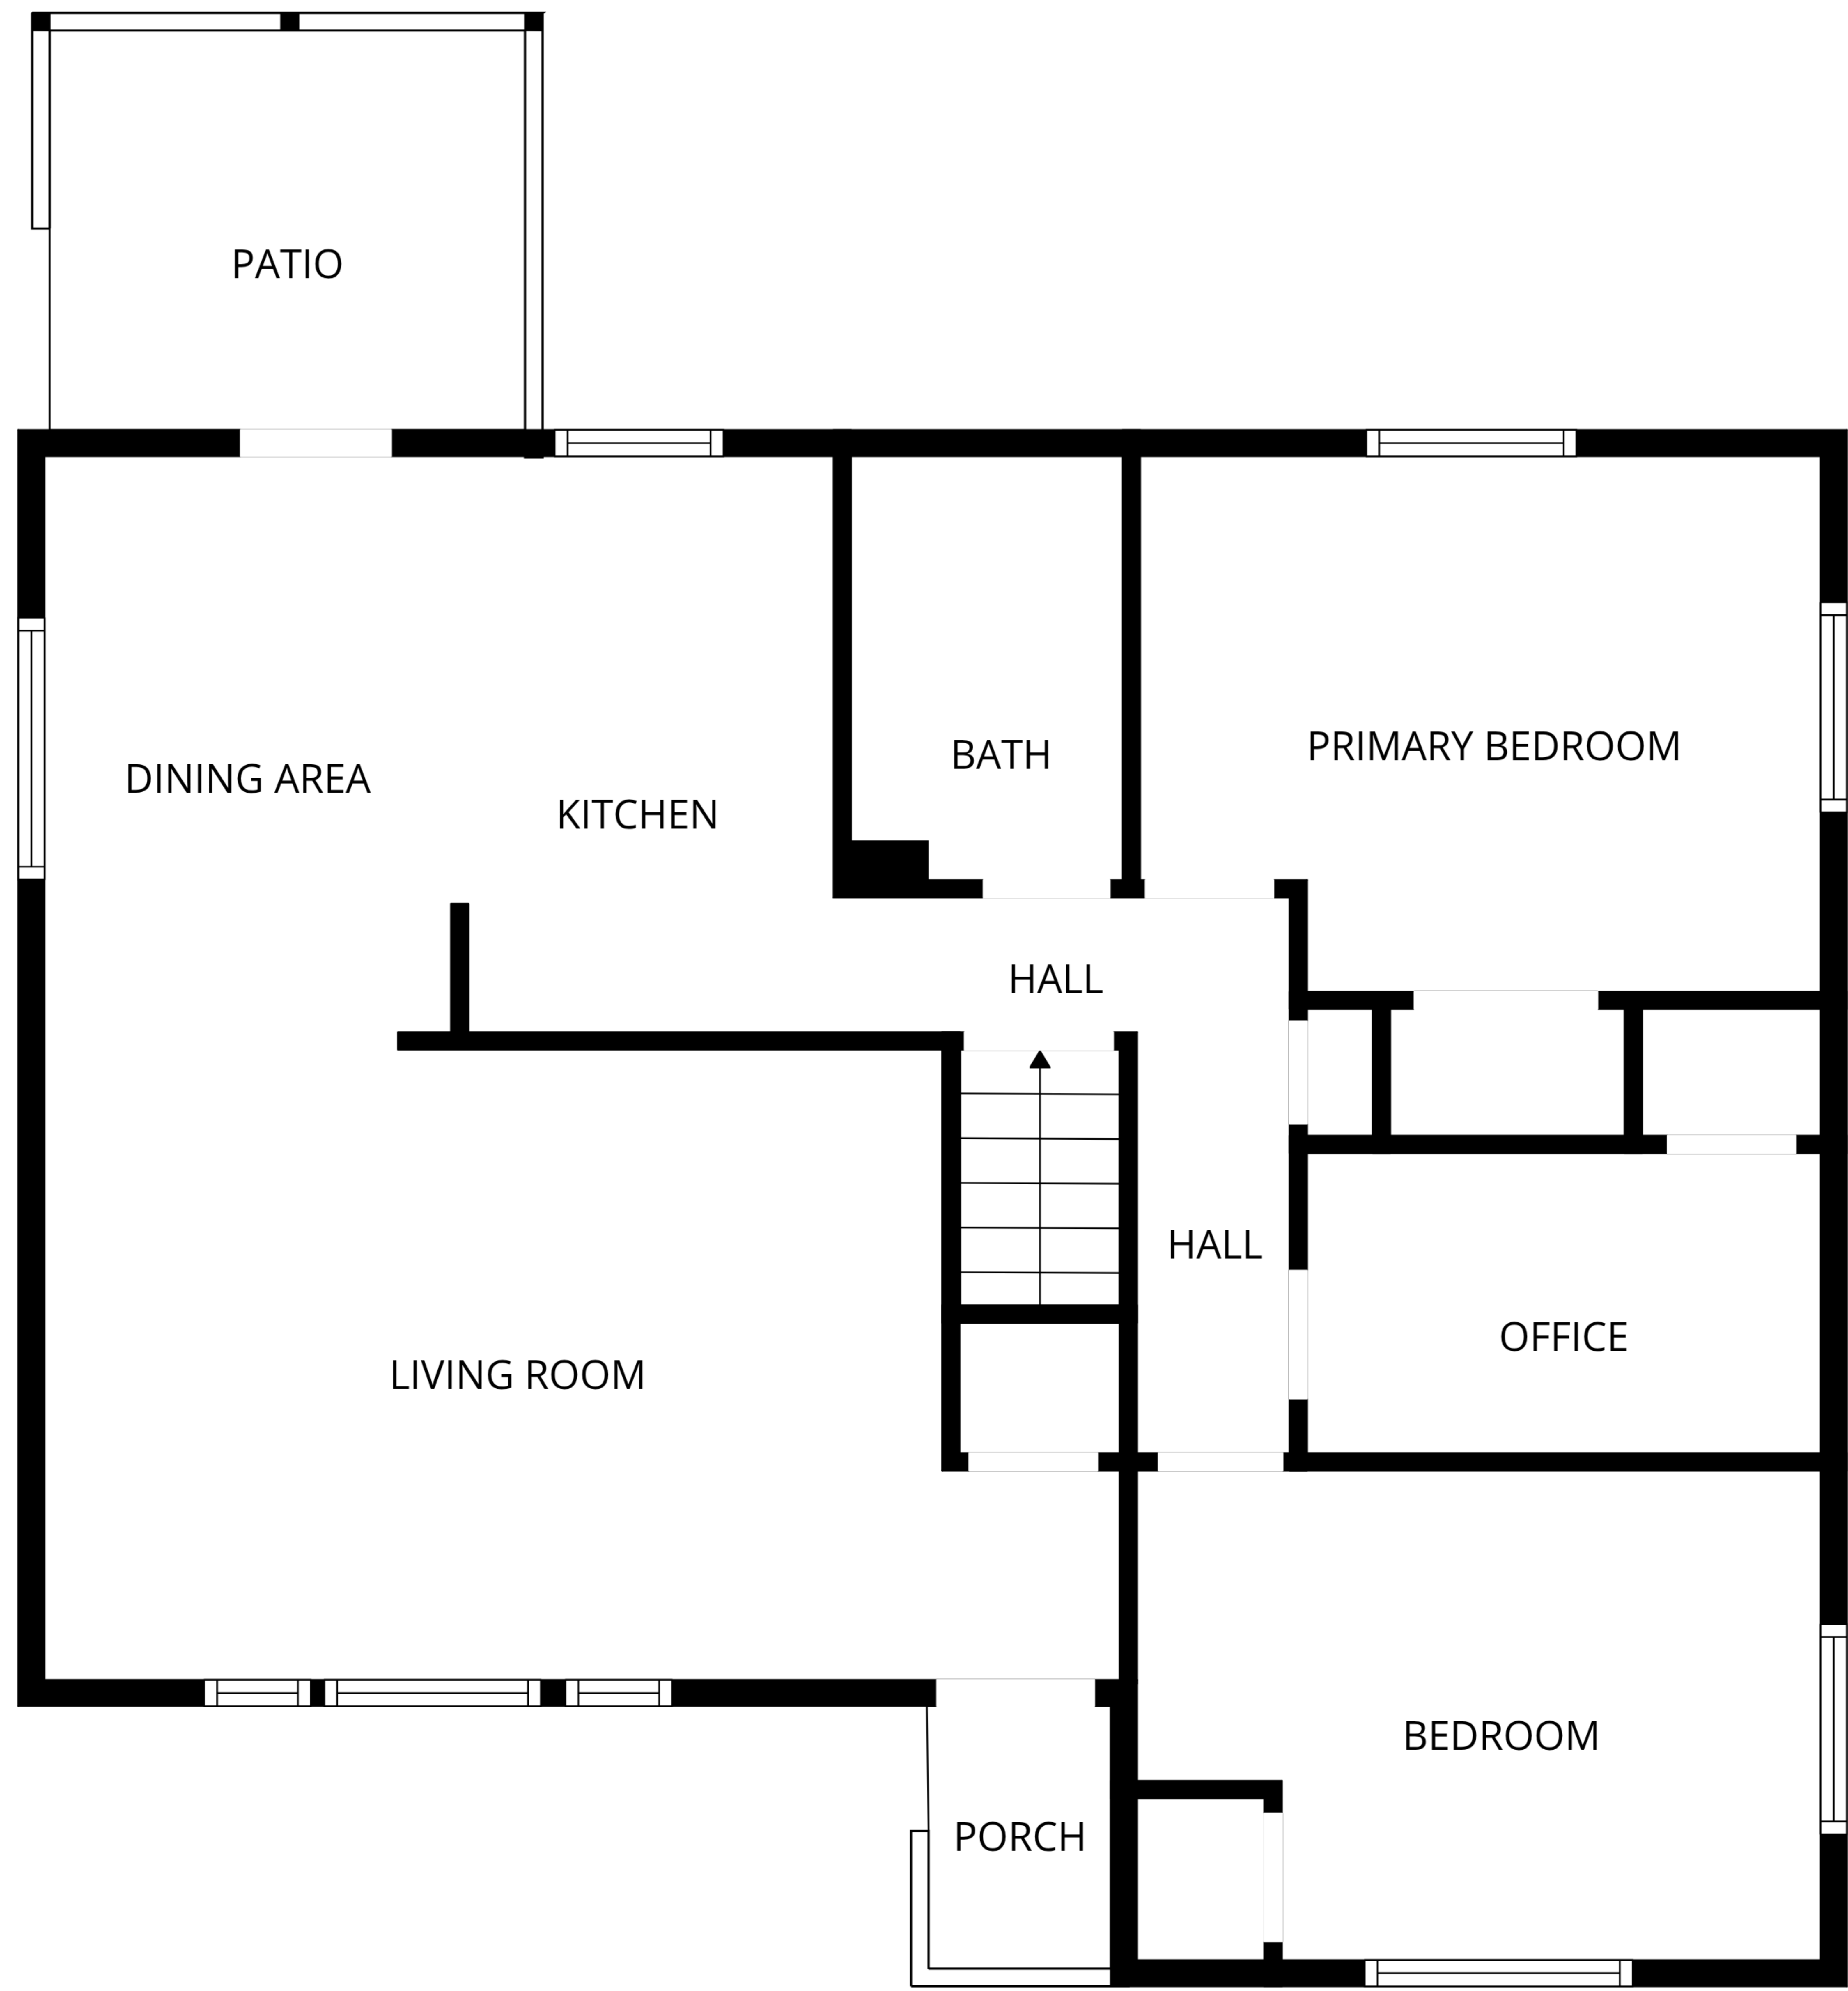 PATIO
DINING AREA
KITCHEN
BATH
PRIMARY BEDROOM
HALL
HALL
LIVING ROOM
OFFICE
BEDROOM
PORCH